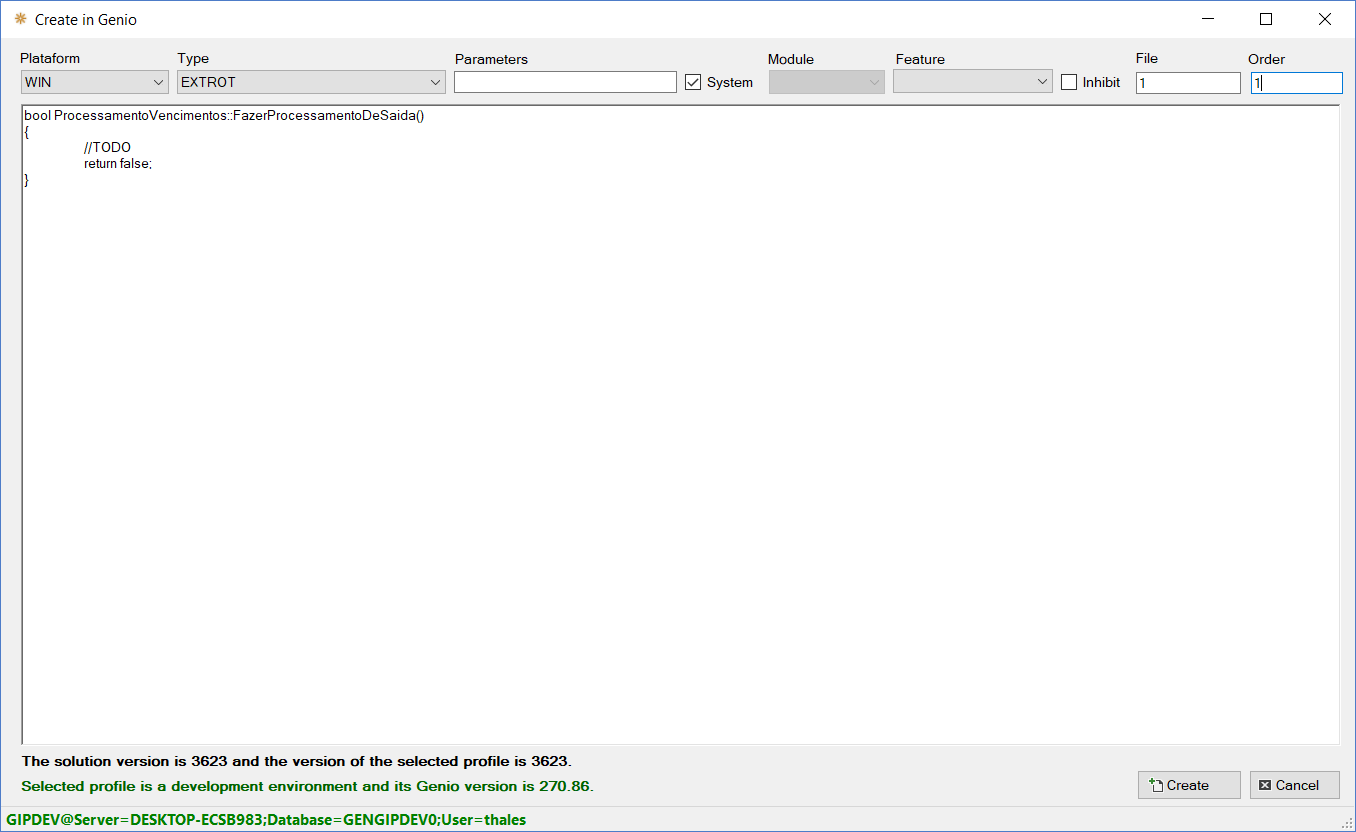 Create in Genio
Plataform Type Parameters Module Feature File Order
WIN EXTROT System Inhibit 1 1
bool ProcessamentoVencimentos::FazerProcessamentoDeSaida()
{
//TODO
return false;
}
The solution version is 3623 and the version of the selected profile is 3623.
Selected profile is a development environment and its Genio version is 270.86.
Create Cancel
GIPDEV@Server=DESKTOP-ECSB983;Database=GENGIPDEV0;User=thales